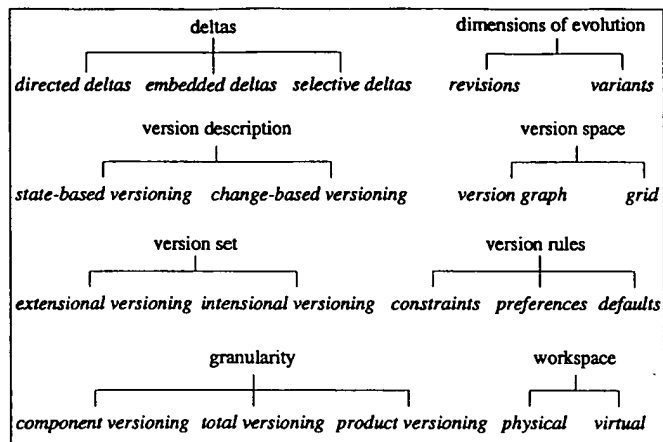 deltas
dimensions of evolution
directed deltas embedded deltas selective deltas
revisions variants
version description
version space
state-based versioning change-based versioning
version graph grid
version set
version rules
extensional versioning intensional versioning
constraints preferences defaults
granularity
workspace
component versioning total versioning product versioning
physical virtual